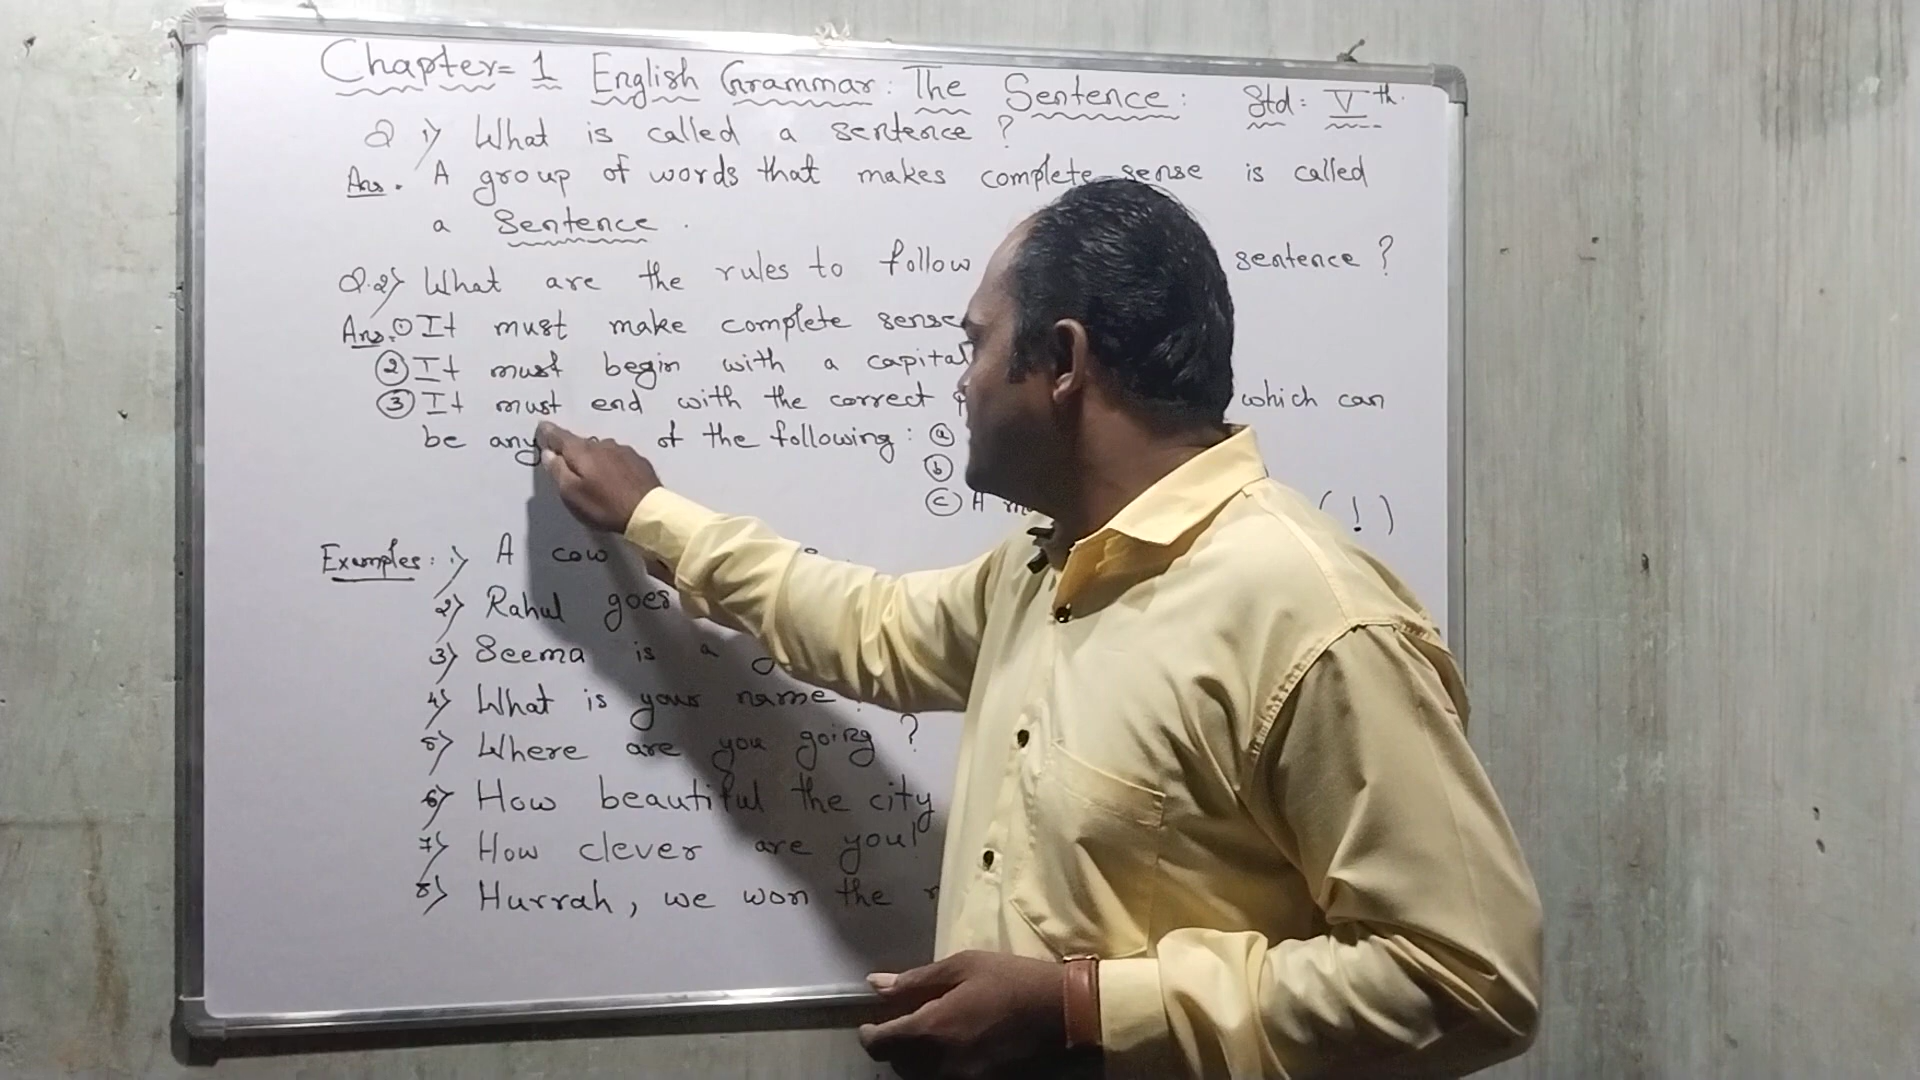 Chapter=1 English Grammar: The Sentence: Std: Vth.
Q 1) What is called a sentence?
Ans. A group of words that makes complete sense is called
a Sentence.
Q.2) What are the rules to follow sentence?
Ans. ① It must make complete sense
② It must begin with a capital
③ It must end with the correct which can
be any of the following: ⓐ
ⓑ
ⓒ A (!)
Examples: 1) A cow
2) Rahul goes
3) Seema is a
4) What is your name
5) Where are you going?
6) How beautiful the city
7) How clever are you!
8) Hurrah, we won the